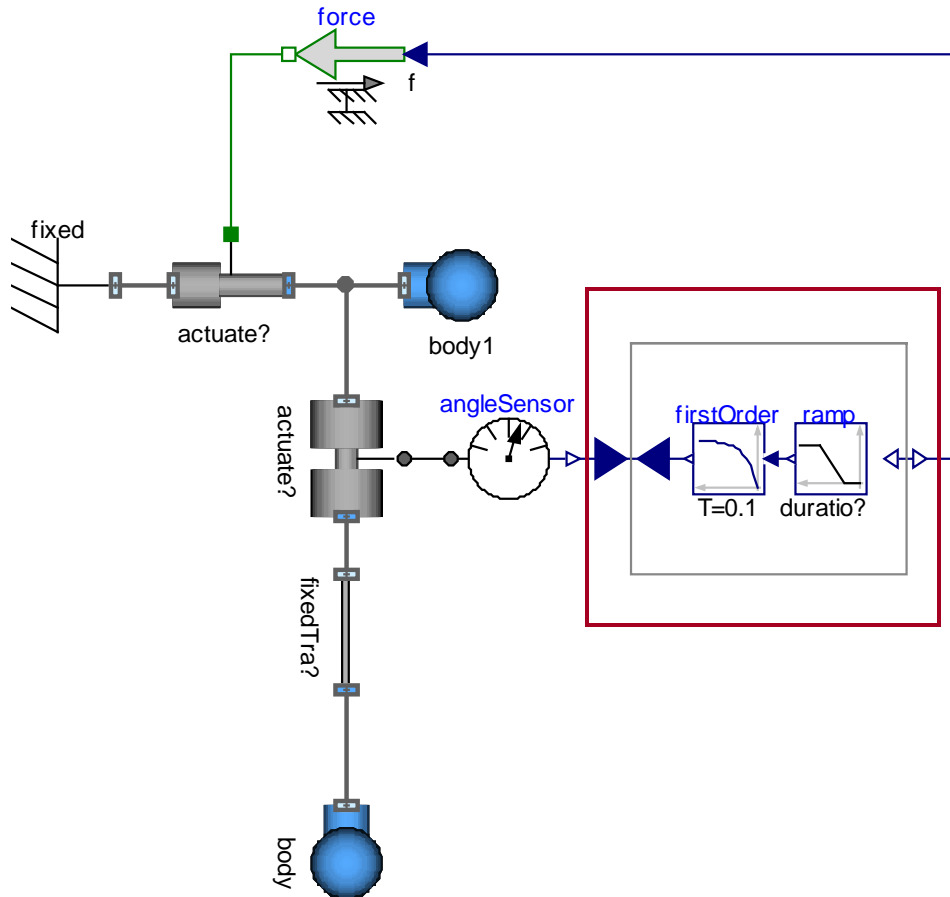 force
f
fixed
actuate?
body1
actuate?
angleSensor
firstOrder
ramp
T=0.1
duratio?
fixedTra?
body